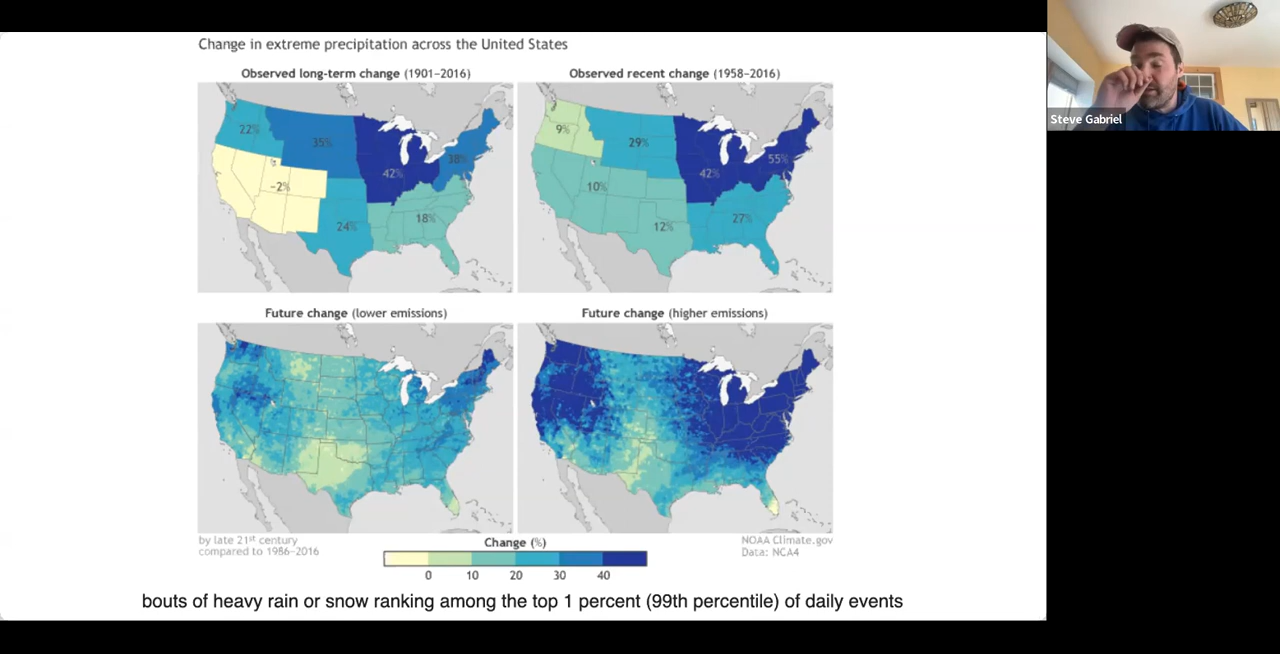 Change in extreme precipitation across the United States
Observed long-term change (1901–2016)
22%
35%
42%
38%
-2%
24%
18%
Observed recent change (1958–2016)
9%
29%
42%
55%
10%
12%
27%
Future change (lower emissions)
Future change (higher emissions)
by late 21st century
compared to 1986–2016
Change (%)
0 10 20 30 40
NOAA Climate.gov
Data: NCA4
bouts of heavy rain or snow ranking among the top 1 percent (99th percentile) of daily events
Steve Gabriel